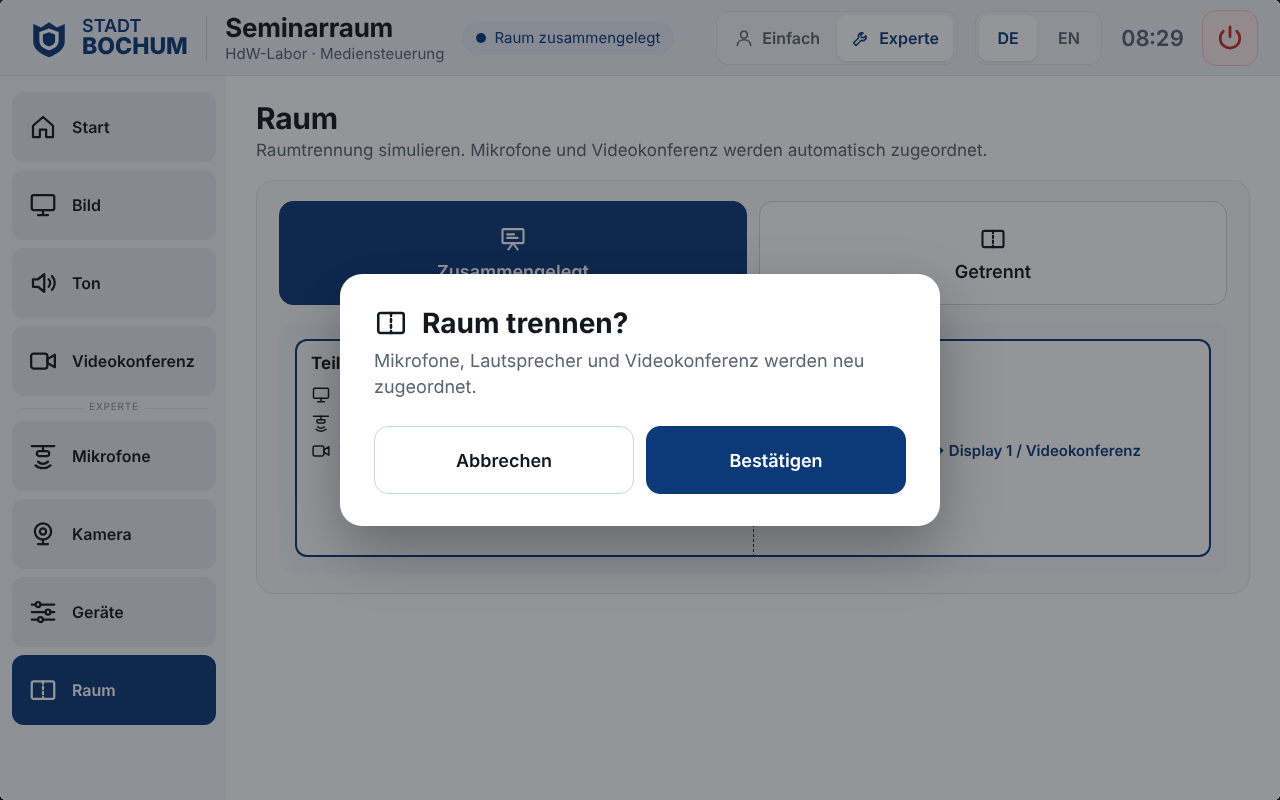 STADT
BOCHUM
Seminarraum
HdW-Labor · Mediensteuerung
Raum zusammengelegt
Einfach
Experte
DE
EN
08:29
Start
Bild
Ton
Videokonferenz
EXPERTE
Mikrofone
Kamera
Geräte
Raum
Raum
Raumtrennung simulieren. Mikrofone und Videokonferenz werden automatisch zugeordnet.
Zusammengelegt
Getrennt
Teil
Display 1 / Videokonferenz
Raum trennen?
Mikrofone, Lautsprecher und Videokonferenz werden neu
zugeordnet.
Abbrechen
Bestätigen